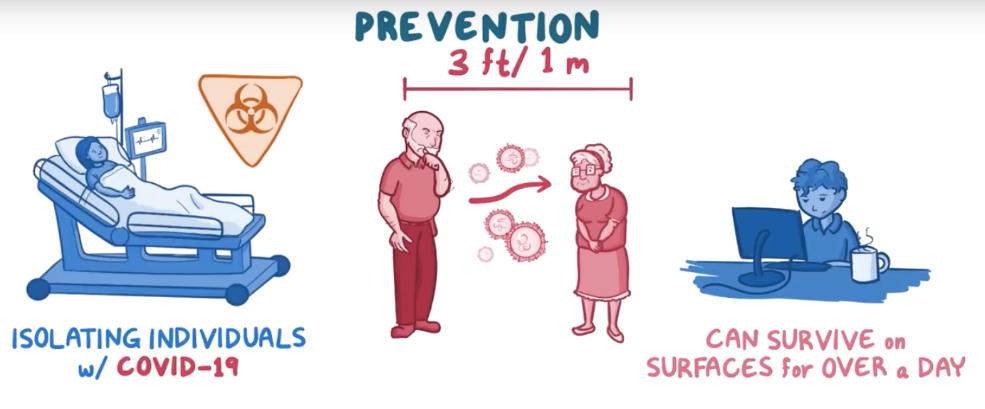 PREVENTION
3 ft/ 1 m
ISOLATING INDIVIDUALS
w/ COVID-19
CAN SURVIVE on
SURFACES for OVER a DAY